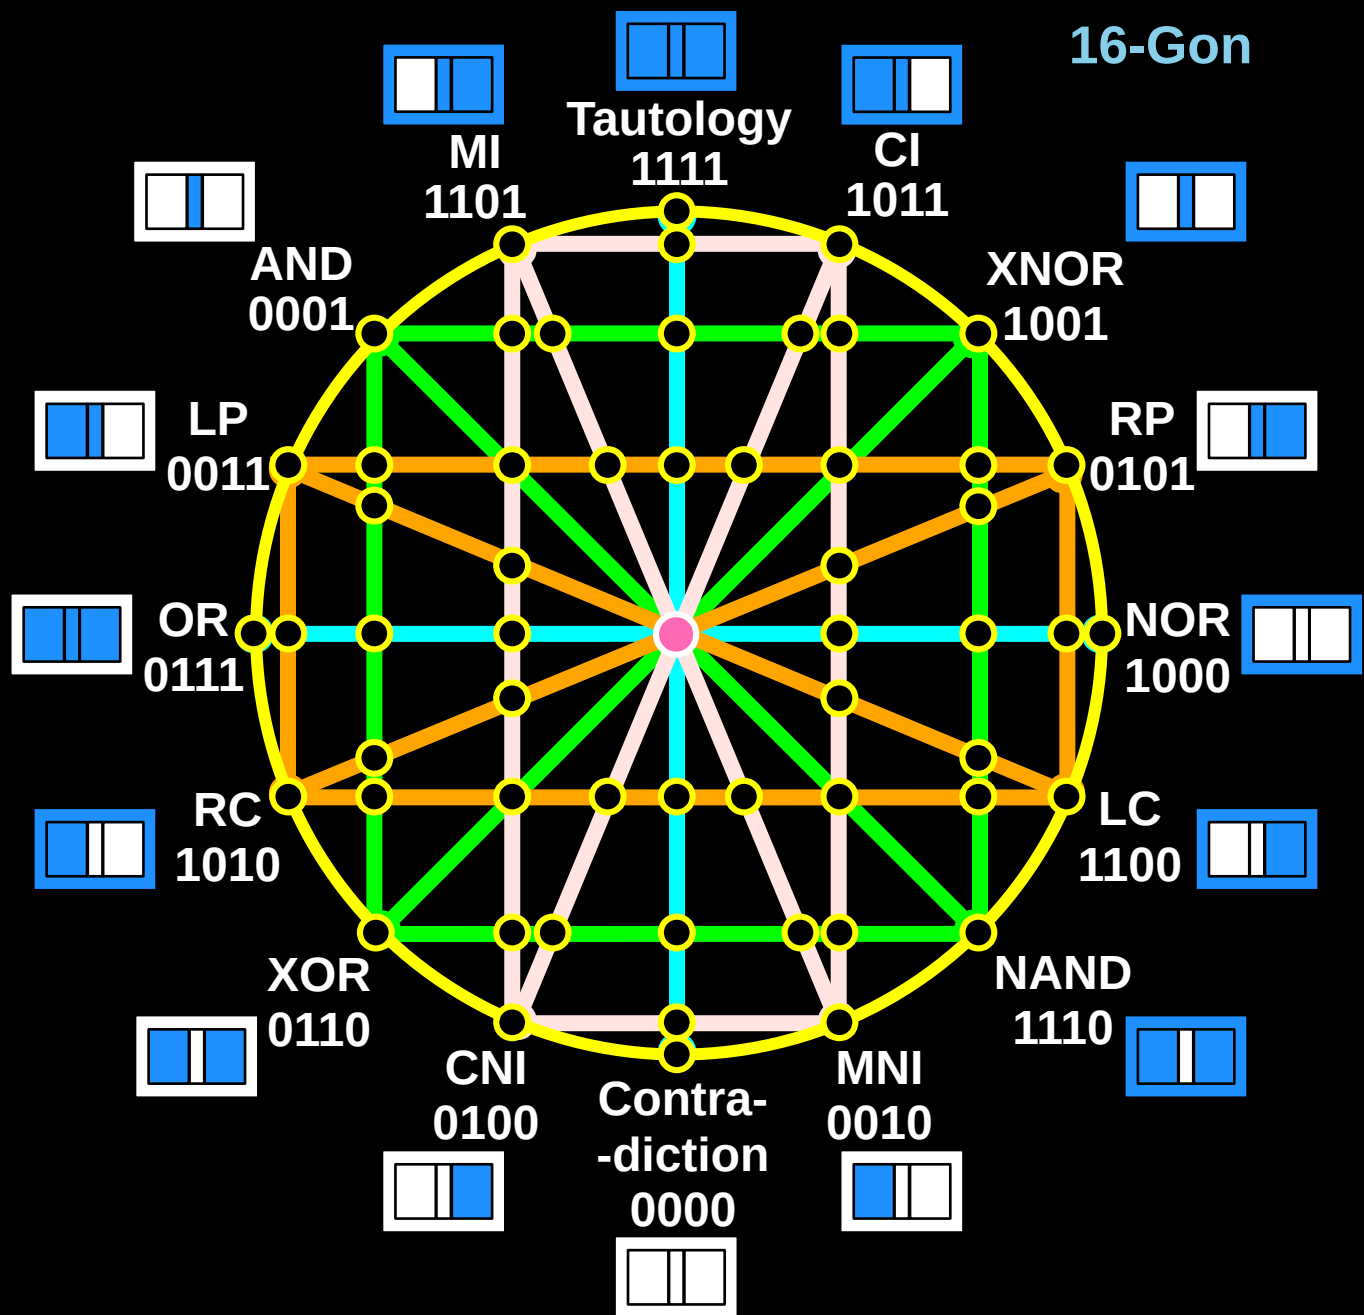 16-Gon
Tautology
1111
MI
1101
CI
1011
AND
0001
XNOR
1001
LP
0011
RP
0101
OR
0111
NOR
1000
RC
1010
LC
1100
XOR
0110
NAND
1110
CNI
0100
Contra-
-diction
0000
MNI
0010